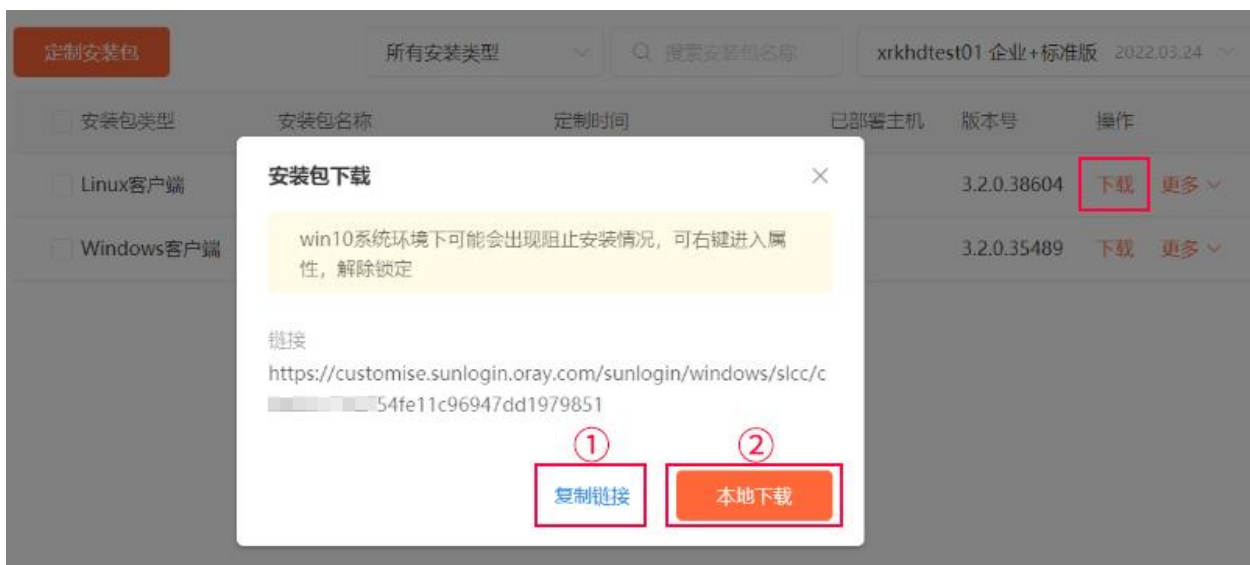 定制安装包
所有安装类型
搜索安装包名称
xrkhdtest01 企业+标准版 2022.03.24
安装包类型 安装包名称 定制时间 已部署主机 版本号 操作
Linux客户端 3.2.0.38604 下载 更多
Windows客户端 3.2.0.35489 下载 更多
安装包下载
win10系统环境下可能会出现阻止安装情况，可右键进入属
性，解除锁定
链接
https://customise.sunlogin.oray.com/sunlogin/windows/slcc/c
54fe11c96947dd1979851
① ②
复制链接 本地下载